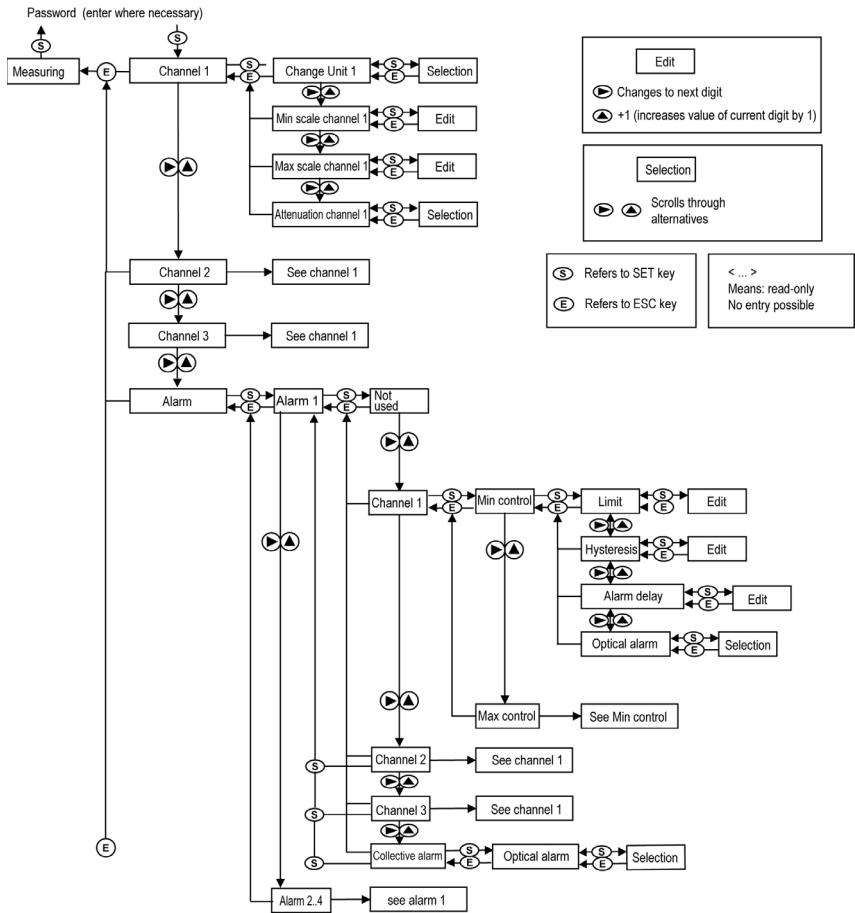 Password (enter where necessary)
S
S
Measuring
E
Channel 1
S
E
Change Unit 1
S
E
Selection
Min scale channel 1
S
E
Edit
Max scale channel 1
S
E
Edit
Attenuation channel 1
S
E
Selection
Channel 2
See channel 1
Channel 3
See channel 1
Alarm
S
E
Alarm 1
S
E
Not
used
Channel 1
S
E
Min control
S
E
Limit
S
E
Edit
Hysteresis
S
E
Edit
Alarm delay
S
E
Edit
Optical alarm
S
E
Selection
Max control
See Min control
Channel 2
S
See channel 1
Channel 3
S
See channel 1
Collective alarm
S
S
E
Optical alarm
S
E
Selection
E
Alarm 2..4
see alarm 1
Edit
Changes to next digit
+1 (increases value of current digit by 1)
Selection
Scrolls through
alternatives
S Refers to SET key
E Refers to ESC key
< ... >
Means: read-only
No entry possible